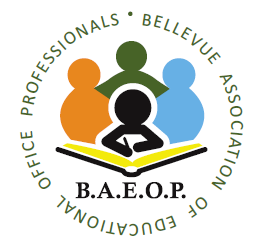 BELLEVUE ASSOCIATION OF EDUCATIONAL OFFICE PROFESSIONALS •
B.A.E.O.P.